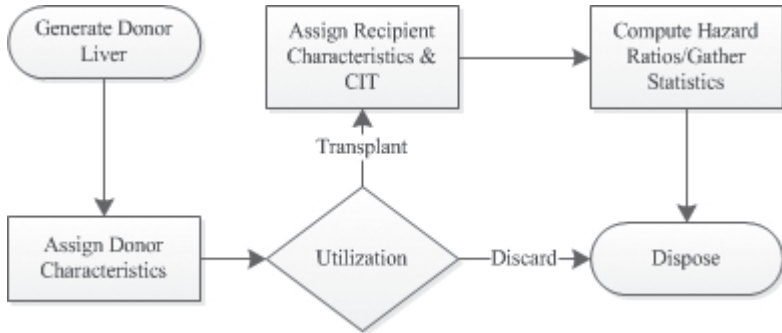 Generate Donor
Liver
Assign Recipient
Characteristics &
CIT
Compute Hazard
Ratios/Gather
Statistics
Transplant
Assign Donor
Characteristics
Utilization
Discard
Dispose